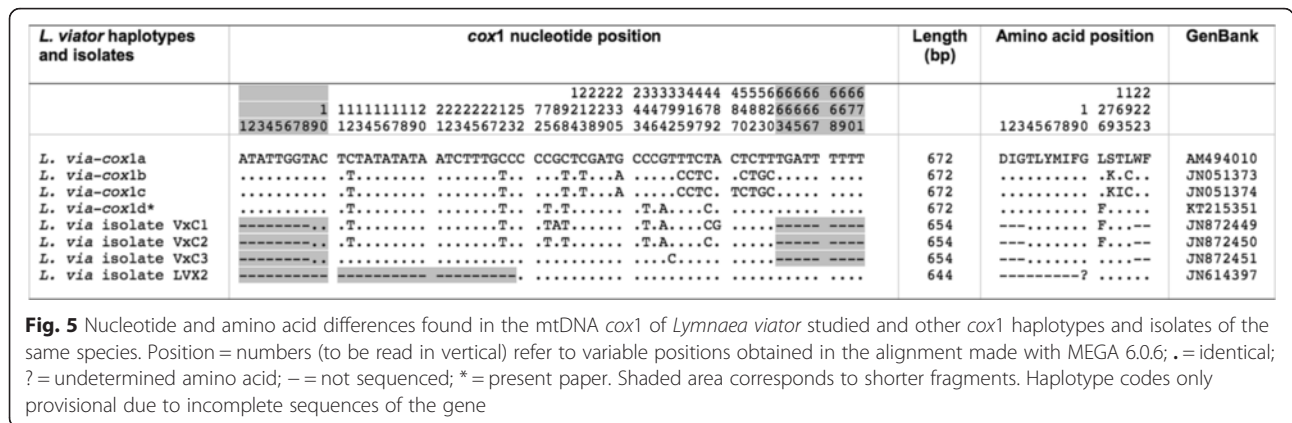 L. viator haplotypes and isolates cox1 nucleotide position Length (bp) Amino acid position GenBank
122222 2333334444 4555666666 6666 1122
1 1111111112 2222222125 7789212233 4447991678 8488266666 6677 1 276922
1234567890 1234567890 1234567232 2568438905 3464259792 7023034567 8901 1234567890 693523
L. via-cox1a ATATTGGTAC TCTATATATA ATCTTTGCCC CCGCTCGATG CCCGTTTCTA CTCTTTGATT TTTT 672 DIGTLYMIFG LSTLWF AM494010
L. via-cox1b .......... .T........ .......T.. ...T.T...A .....CCTC. .CTGC..... .... 672 .......... .K.C.. JN051373
L. via-cox1c .......... .T........ .......T.. ...T.T...A .....CCTC. TCTGC..... .... 672 .......... .KIC.. JN051374
L. via-cox1d* .......... .T........ .......T.. .T.T...... .T.A....C. .......... .... 672 .......... F..... KT215351
L. via isolate VxC1 --------.. .T........ .......T.. .TAT...... .T.A....CG .....----- ---- 654 ---....... F...-- JN872449
L. via isolate VxC2 --------.. .T........ .......T.. .T.T...... .T.A....C. .....----- ---- 654 ---....... F...-- JN872450
L. via isolate VxC3 --------.. .......... .......... .......... ....C..... .....----- ---- 654 ---....... ....-- JN872451
L. via isolate LVX2 ---------- ---------- ---------. .......... .......... .......... .... 644 ---------? ...... JN614397
Fig. 5 Nucleotide and amino acid differences found in the mtDNA cox1 of Lymnaea viator studied and other cox1 haplotypes and isolates of the
same species. Position = numbers (to be read in vertical) refer to variable positions obtained in the alignment made with MEGA 6.0.6; . = identical;
? = undetermined amino acid; – = not sequenced; * = present paper. Shaded area corresponds to shorter fragments. Haplotype codes only
provisional due to incomplete sequences of the gene